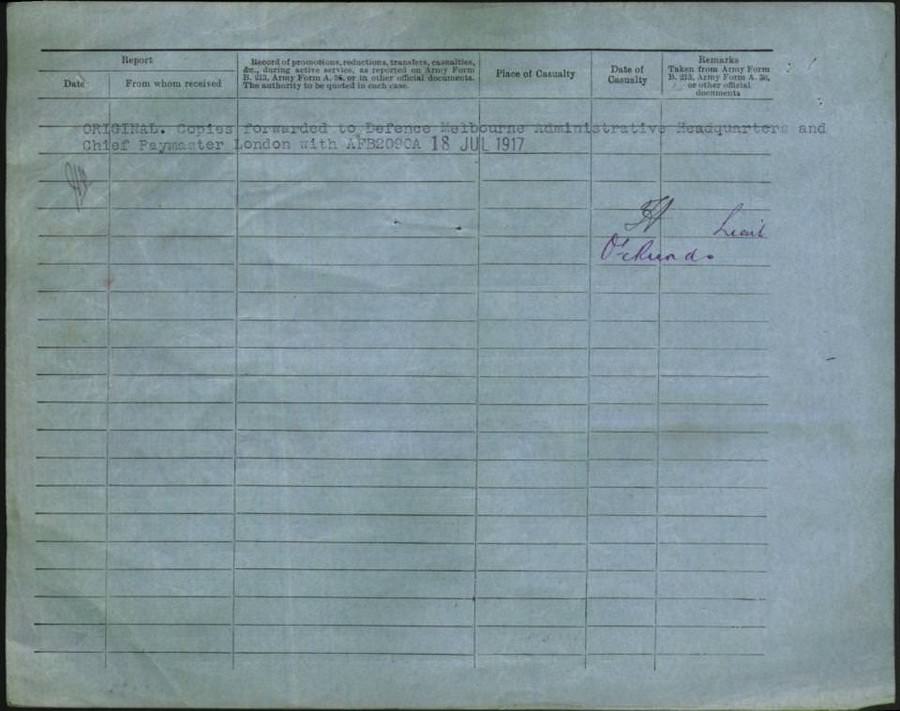 Report
Date
From whom received
Record of promotions, reductions, transfers, casualties,
&c., during active service, as reported on Army Form
B. 213, Army Form A. 36, or in other official documents.
The authority to be quoted in each case.
Place of Casualty
Date of
Casualty
Remarks
Taken from Army Form
B. 213, Army Form A. 36,
or other official
documents
ORIGINAL. Copies forwarded to Defence Melbourne Administrative Headquarters and
Chief Paymaster London with AFB2090A 18 JUL 1917
Lieut